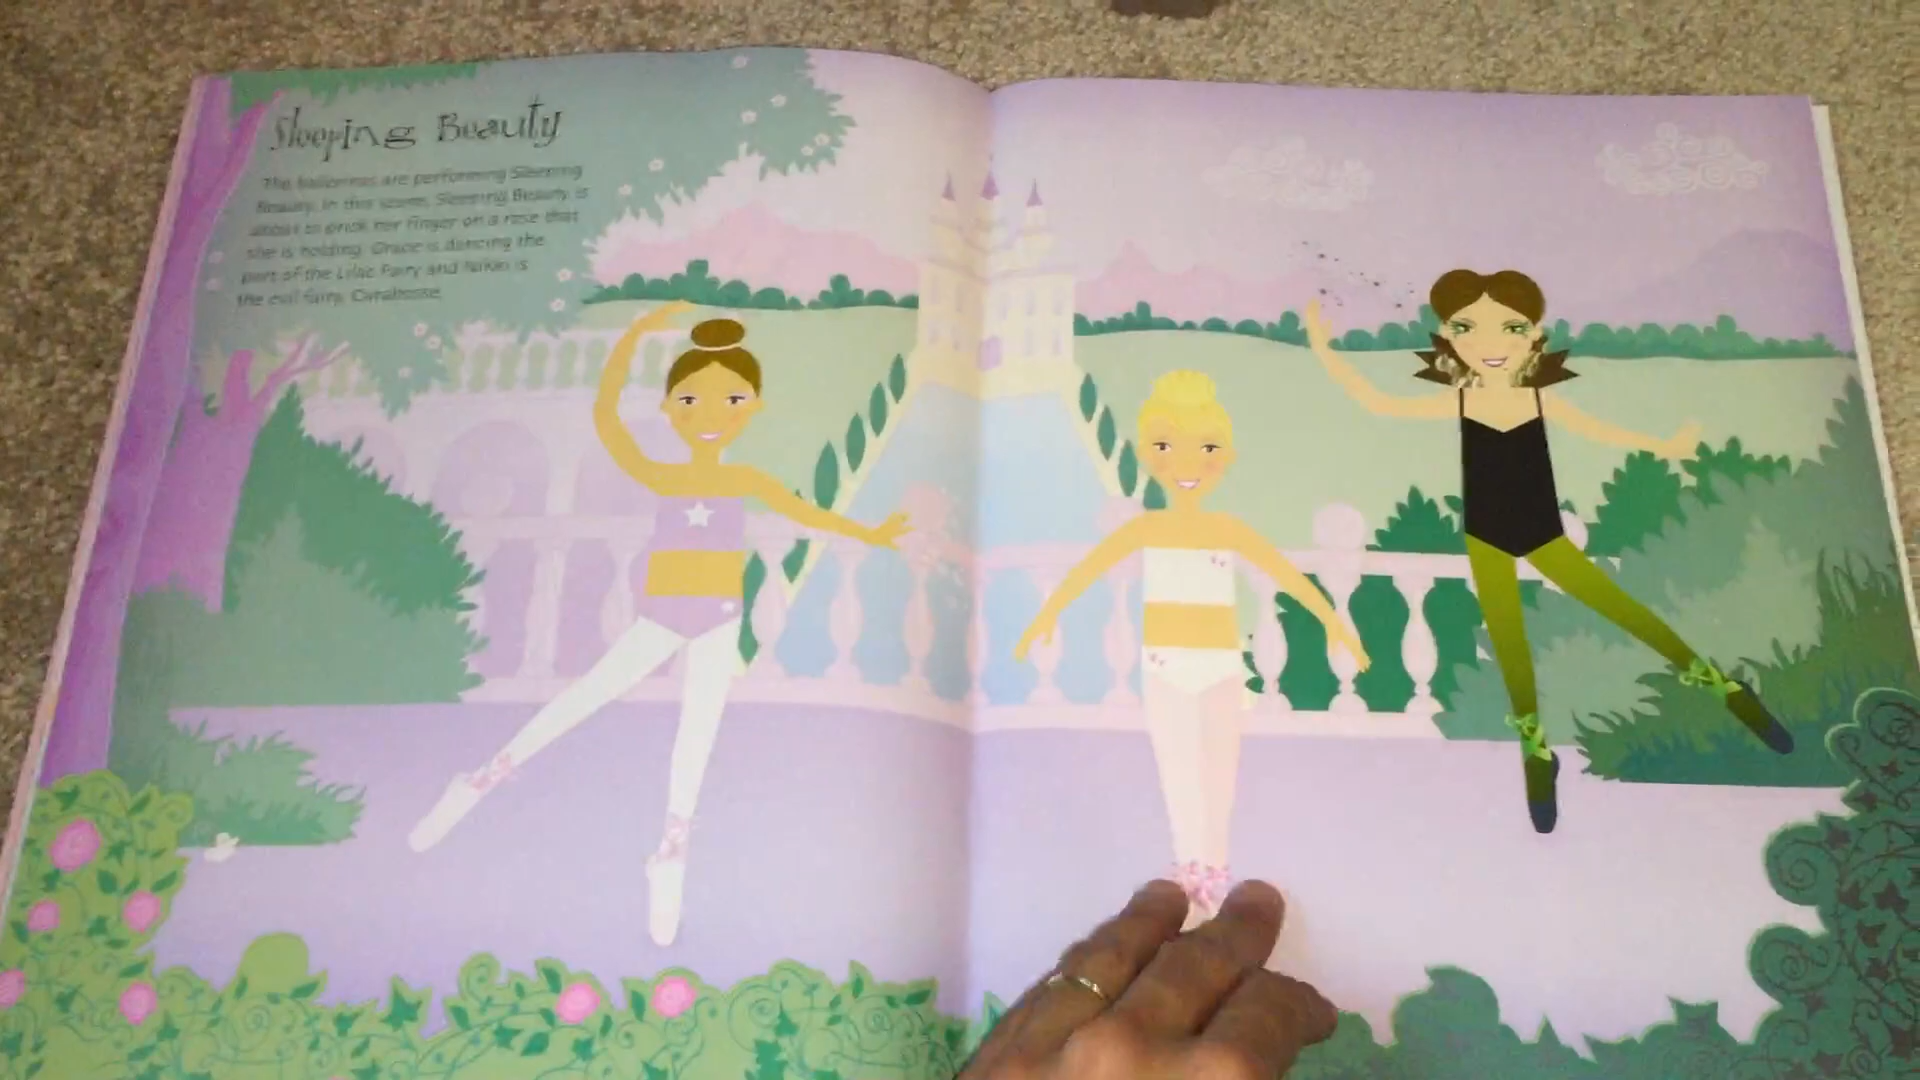 Sleeping Beauty
The ballerinas are performing Sleeping
Beauty. In this scene, Sleeping Beauty is
about to prick her finger on a rose that
she is holding. Grace is dancing the
part of the Lilac Fairy and is
the evil fairy, Carabosse.